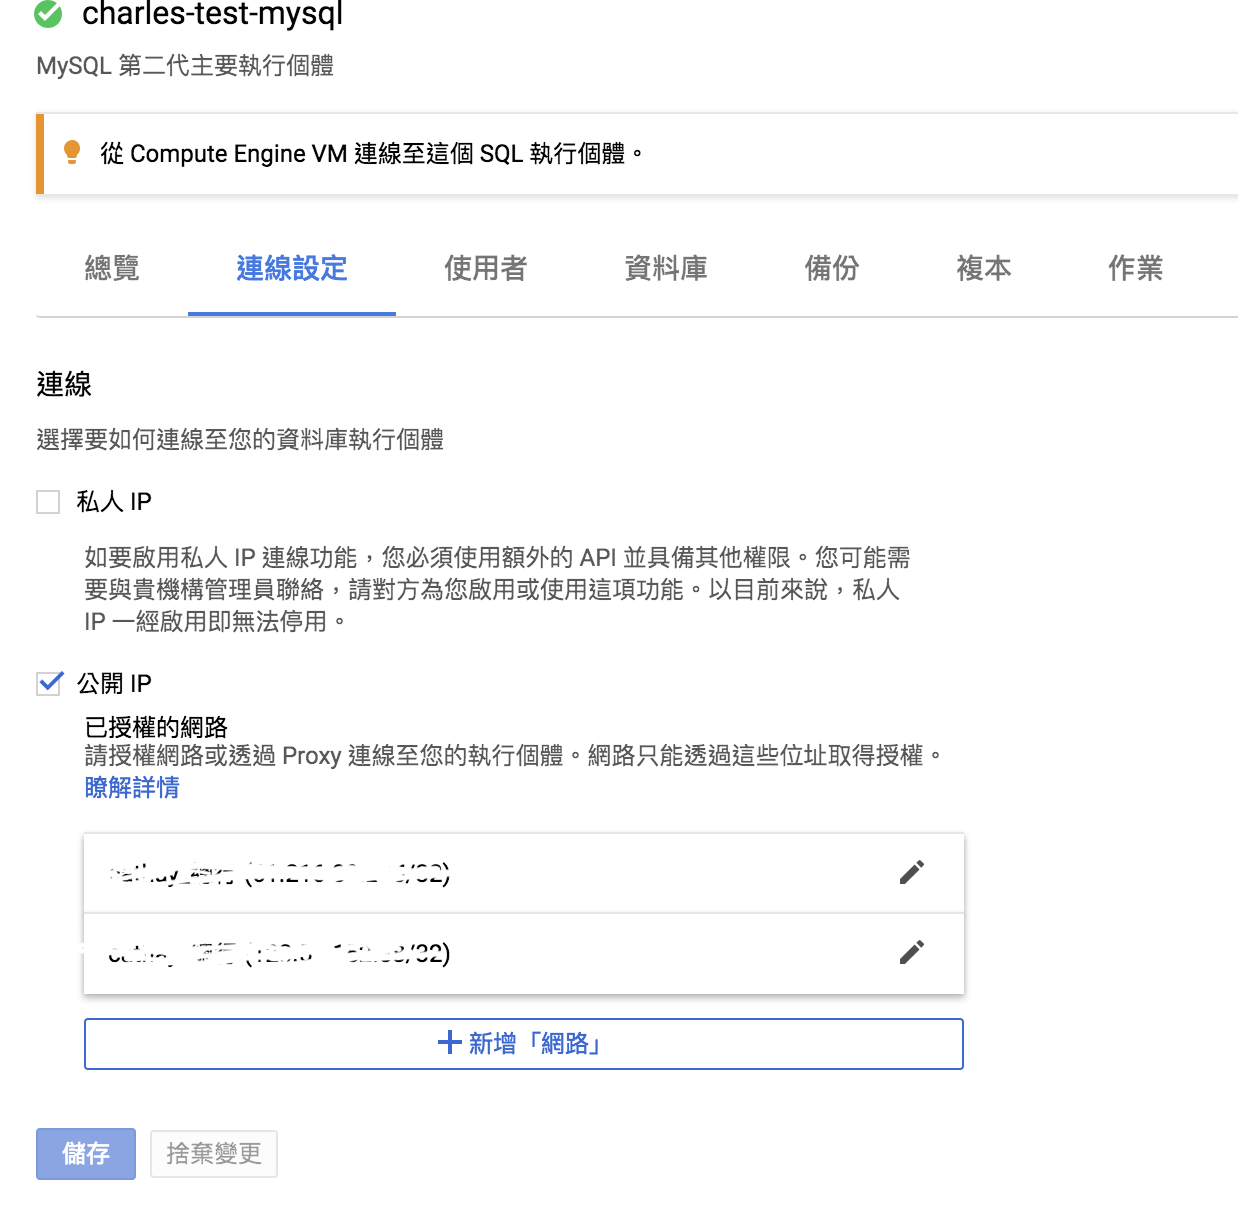 charles-test-mysql
MySQL 第二代主要執行個體
從 Compute Engine VM 連線至這個 SQL 執行個體。
總覽 連線設定 使用者 資料庫 備份 複本 作業
連線
選擇要如何連線至您的資料庫執行個體
私人 IP
如要啟用私人 IP 連線功能，您必須使用額外的 API 並具備其他權限。您可能需
要與貴機構管理員聯絡，請對方為您啟用或使用這項功能。以目前來說，私人
IP 一經啟用即無法停用。
公開 IP
已授權的網路
請授權網路或透過 Proxy 連線至您的執行個體。網路只能透過這些位址取得授權。
瞭解詳情
新增「網路」
儲存 捨棄變更